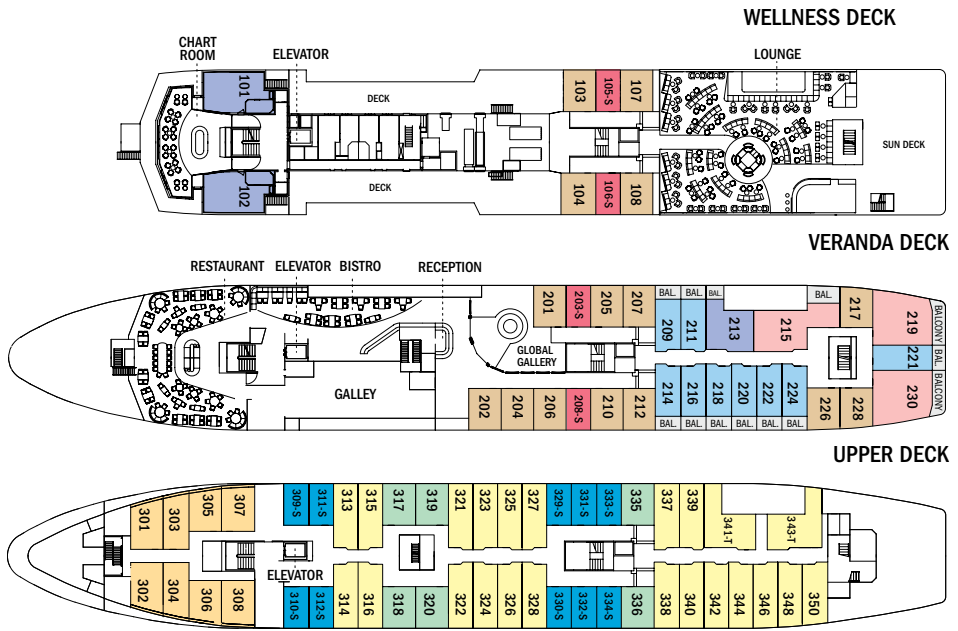 WELLNESS DECK
CHART
ROOM
ELEVATOR
LOUNGE
101
DECK
103
105-S
107
SUN DECK
102
DECK
104
106-S
108
VERANDA DECK
RESTAURANT
ELEVATOR
BISTRO
RECEPTION
201
203-S
205
207
BAL.
BAL.
BAL.
BAL.
209
211
213
215
217
219
BALCONY
GLOBAL
GALLERY
221
BAL.
GALLEY
202
204
206
208-S
210
212
214
216
218
220
222
224
226
228
230
BALCONY
BAL.
BAL.
BAL.
BAL.
BAL.
BAL.
UPPER DECK
301
303
305
307
309-S
311-S
313
315
317
319
321
323
325
327
329-S
331-S
333-S
335
337
339
341-T
343-T
ELEVATOR
302
304
306
308
310-S
312-S
314
316
318
320
322
324
326
328
330-S
332-S
334-S
336
338
340
342
344
346
348
350